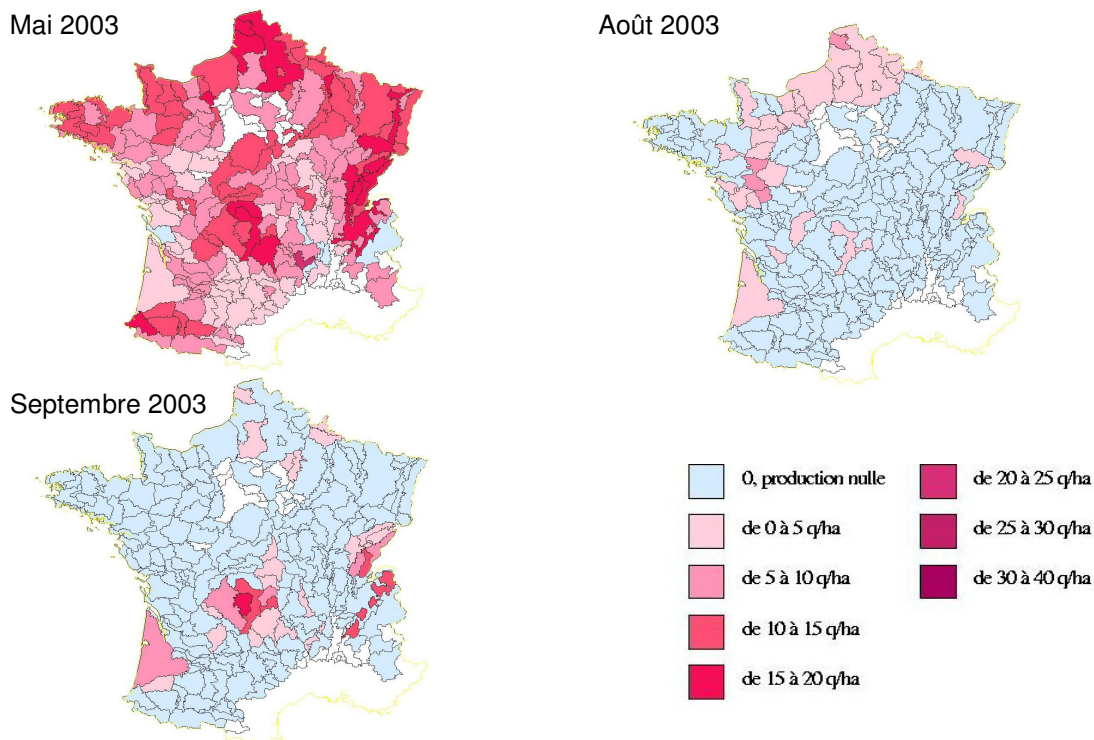 Mai 2003
Août 2003
Septembre 2003
0, production nulle
de 0 à 5 q/ha
de 5 à 10 q/ha
de 10 à 15 q/ha
de 15 à 20 q/ha
de 20 à 25 q/ha
de 25 à 30 q/ha
de 30 à 40 q/ha